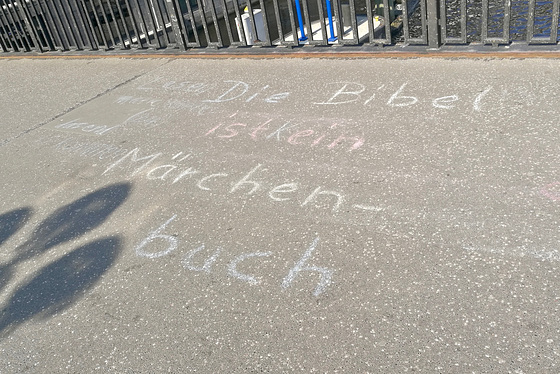 Die Bibel
ist kein
Märchen-
buch